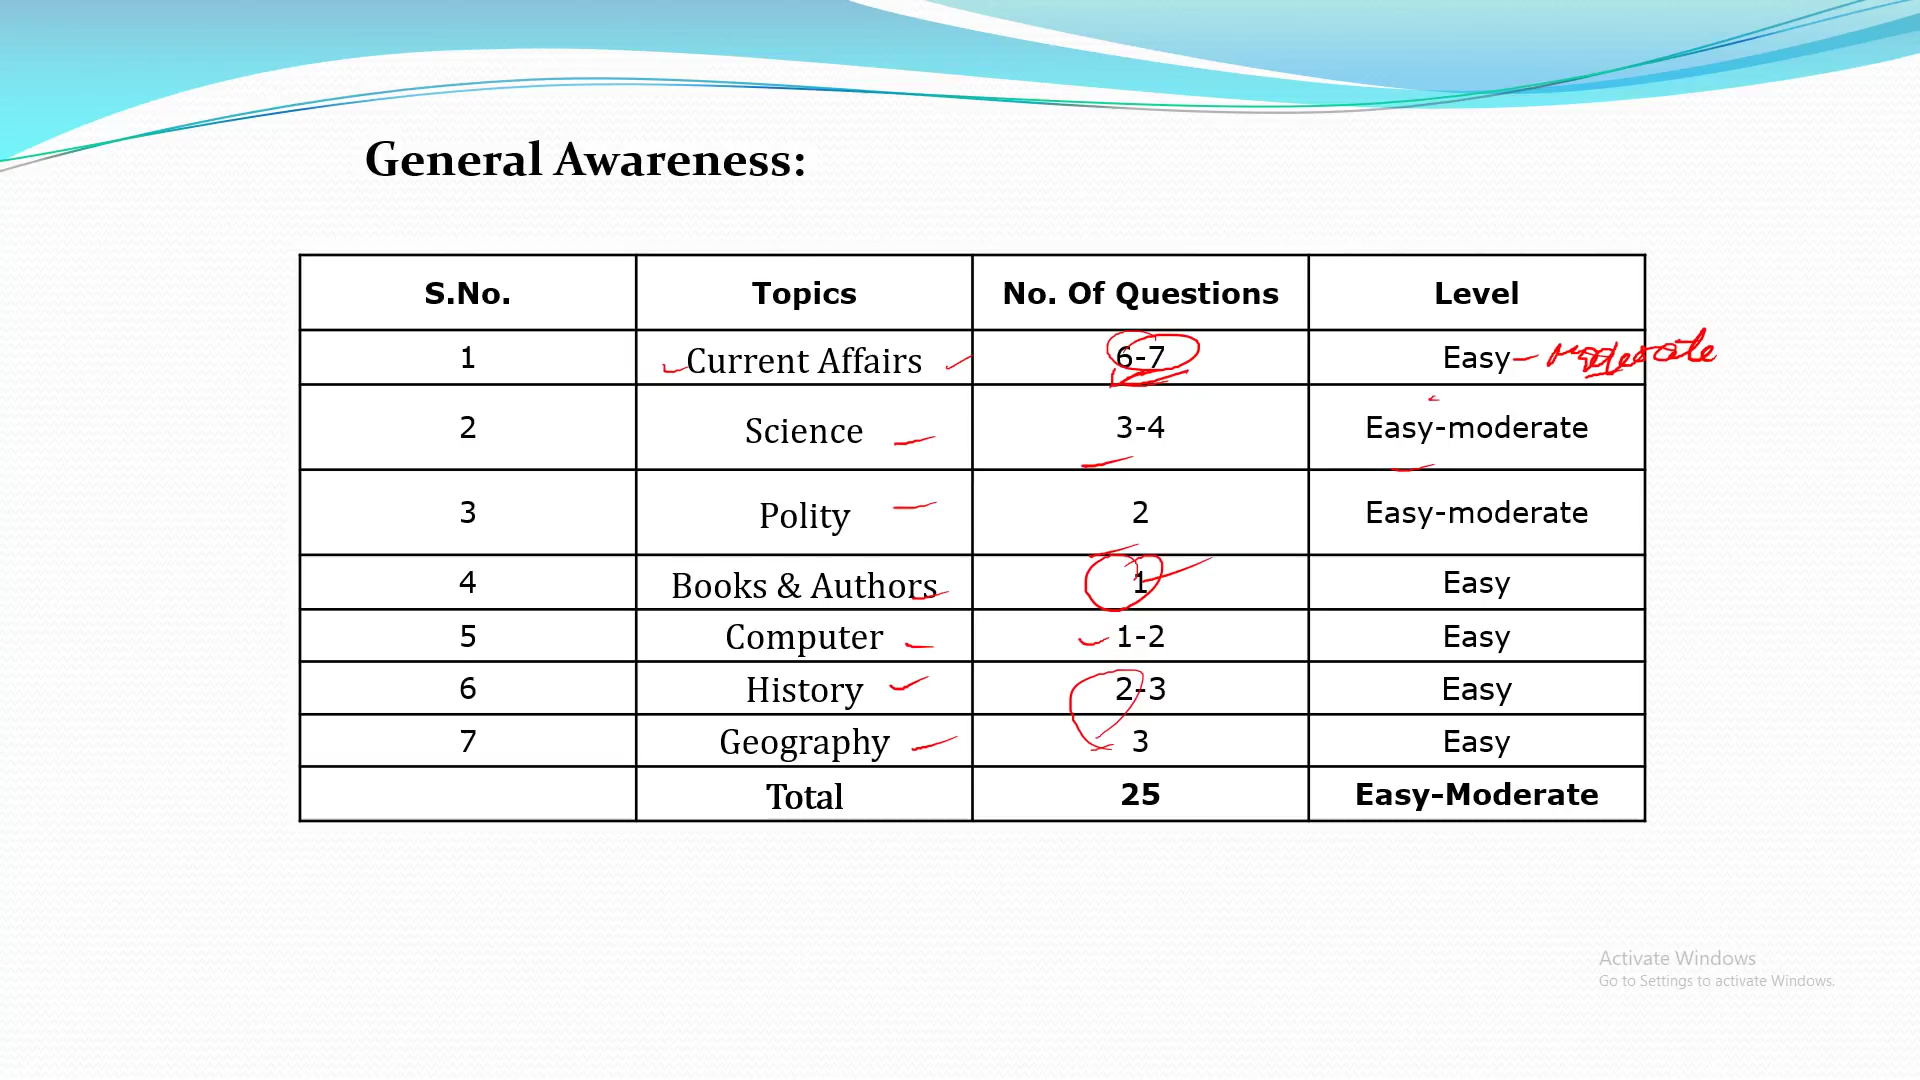 General Awareness:
S.No. Topics No. Of Questions Level
1 Current Affairs 6-7 Easy - moderate
2 Science 3-4 Easy-moderate
3 Polity 2 Easy-moderate
4 Books & Authors 1 Easy
5 Computer 1-2 Easy
6 History 2-3 Easy
7 Geography 3 Easy
Total 25 Easy-Moderate
Activate Windows
Go to Settings to activate Windows.